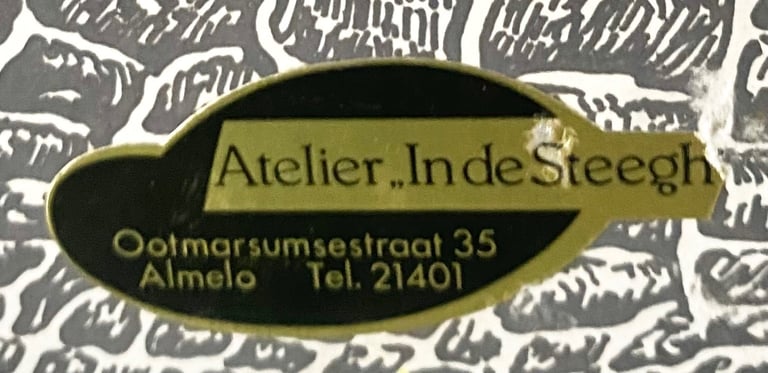 Atelier „In de Steegh
Ootmarsumsestraat 35
Almelo Tel. 21401